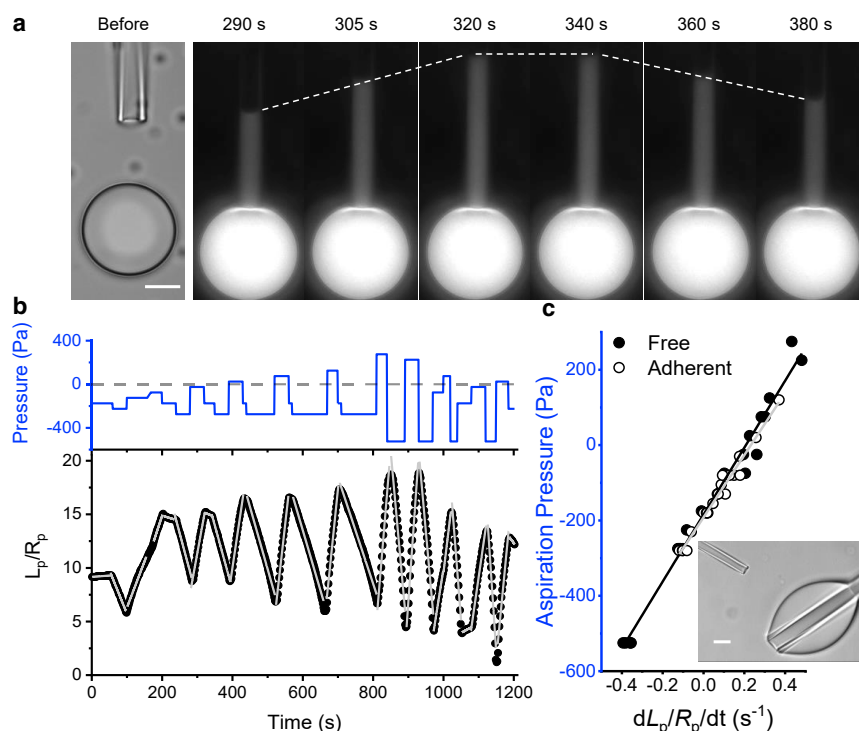 a
Before
290 s
305 s
320 s
340 s
360 s
380 s
b
Pressure (Pa)
400
0
-400
Lp/Rp
20
15
10
5
0
0
200
400
600
800
1000
1200
Time (s)
c
Free
Adherent
Aspiration Pressure (Pa)
200
0
-200
-400
-600
-0.4
-0.2
0.0
0.2
0.4
dLp/Rp/dt (s⁻¹)